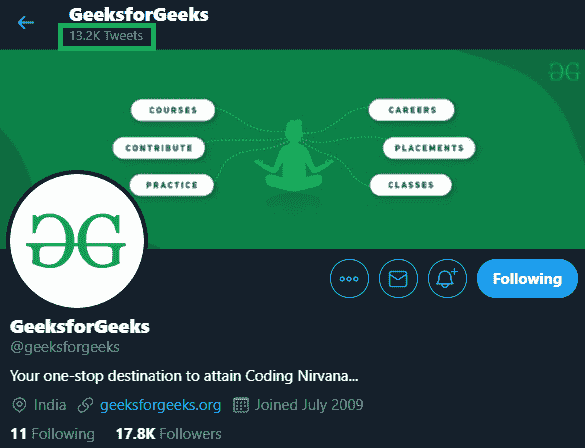 GeeksforGeeks
13.2K Tweets
COURSES
CAREERS
CONTRIBUTE
PLACEMENTS
PRACTICE
CLASSES
Following
GeeksforGeeks
@geeksforgeeks
Your one-stop destination to attain Coding Nirvana...
India geeksforgeeks.org Joined July 2009
11 Following 17.8K Followers